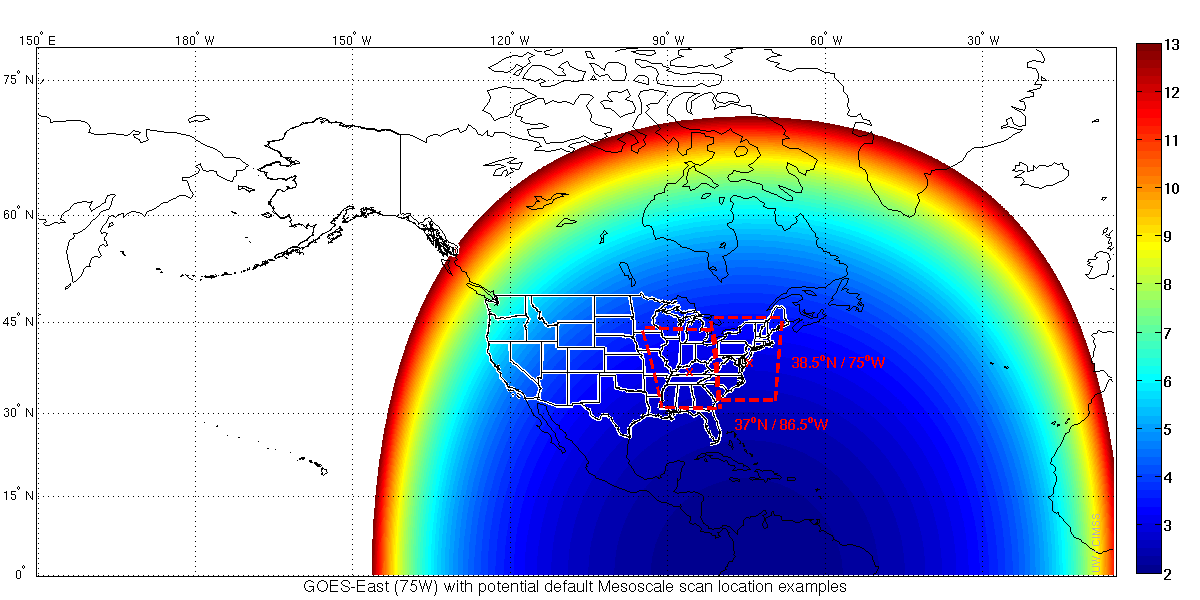 150° E 180° W 150° W 120° W 90° W 60° W 30° W
75° N
60° N
45° N
30° N
15° N
0°
13
12
11
10
9
8
7
6
5
4
3
2
38.5°N / 75°W
37°N / 86.5°W
UW / CIMSS
GOES-East (75W) with potential default Mesoscale scan location examples